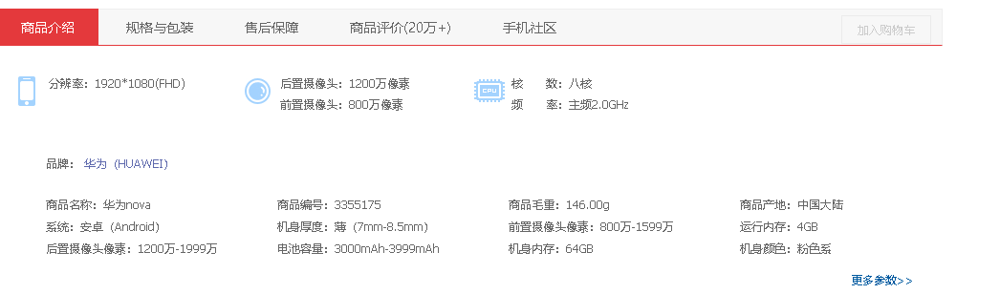 商品介绍 规格与包装 售后保障 商品评价(20万+) 手机社区 加入购物车
分辨率：1920*1080(FHD) 后置摄像头：1200万像素 核 数：八核
前置摄像头：800万像素 频 率：主频2.0GHz
CPU
品牌： 华为（HUAWEI）
商品名称：华为nova 商品编号：3355175 商品毛重：146.00g 商品产地：中国大陆
系统：安卓（Android） 机身厚度：薄（7mm-8.5mm） 前置摄像头像素：800万-1599万 运行内存：4GB
后置摄像头像素：1200万-1999万 电池容量：3000mAh-3999mAh 机身内存：64GB 机身颜色：粉色系
更多参数>>